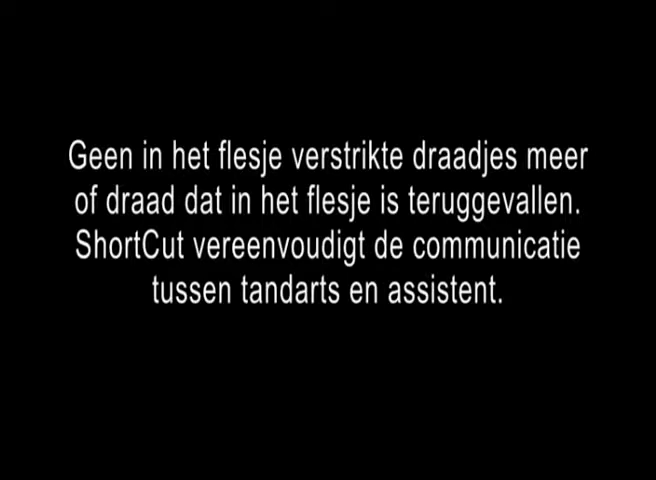 Geen in het flesje verstrikte draadjes meer
of draad dat in het flesje is teruggevallen.
ShortCut vereenvoudigt de communicatie
tussen tandarts en assistent.